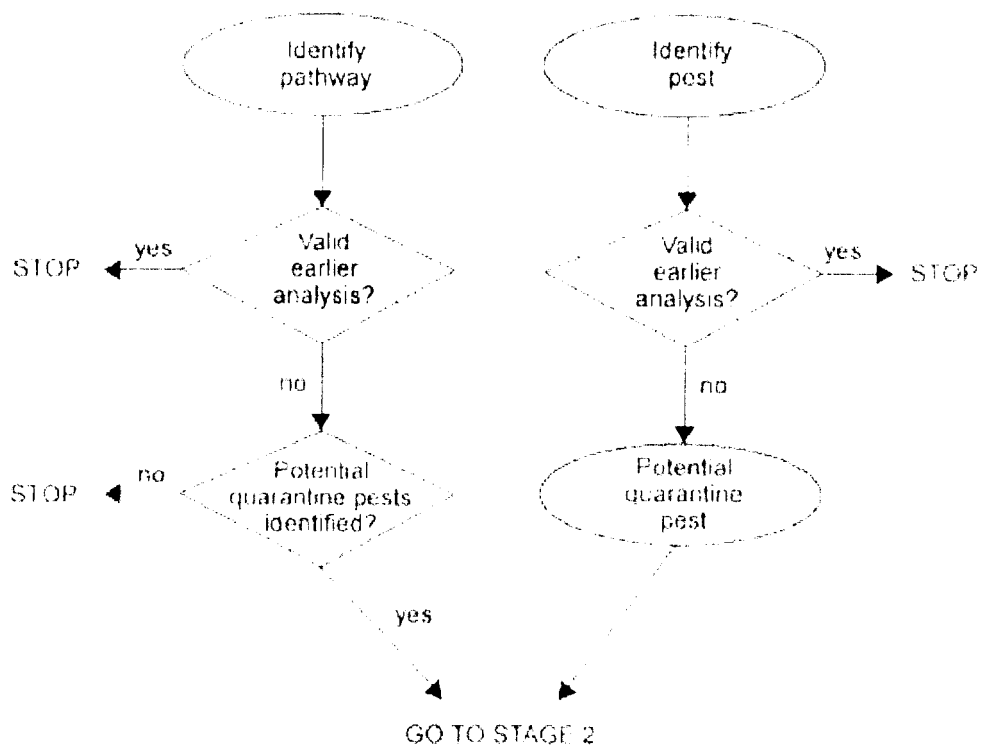 Identify
pathway
Identify
pest
Valid
earlier
analysis?
yes
STOP
Valid
earlier
analysis?
yes
STOP
no
no
Potential
quarantine pests
identified?
no
STOP
Potential
quarantine
pest
yes
GO TO STAGE 2